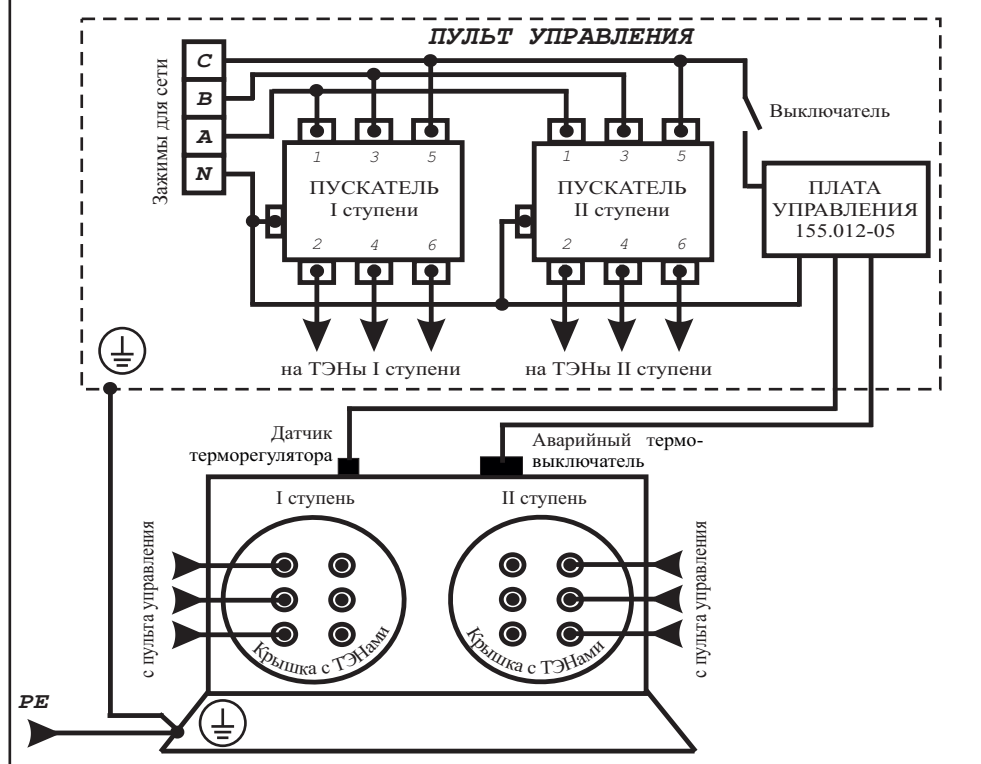 ПУЛЬТ УПРАВЛЕНИЯ
Зажимы для сети
C
B
A
N
Выключатель
1 3 5
ПУСКАТЕЛЬ
I ступени
2 4 6
1 3 5
ПУСКАТЕЛЬ
II ступени
2 4 6
ПЛАТА
УПРАВЛЕНИЯ
155.012-05
на ТЭНы I ступени
на ТЭНы II ступени
Датчик
терморегулятора
Аварийный термо-
выключатель
I ступень
II ступень
с пульта управления
Крышка с ТЭНами
Крышка с ТЭНами
с пульта управления
PE